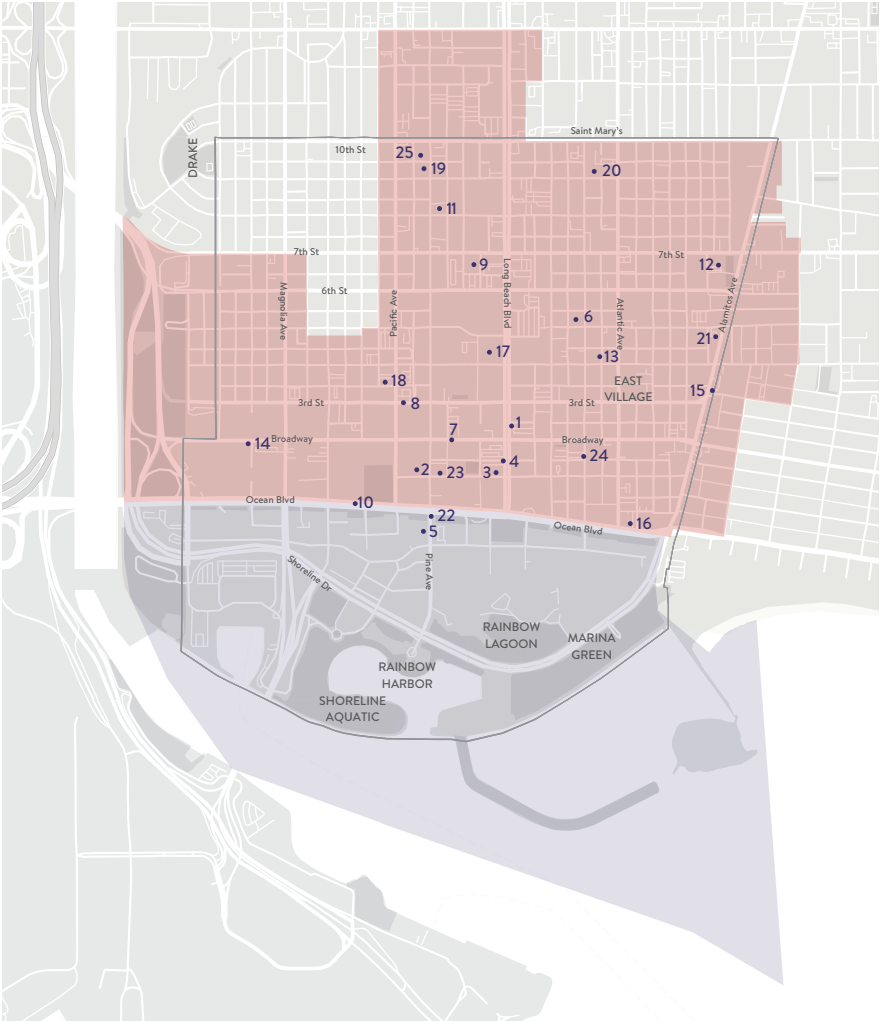 Saint Mary's
DRAKE
10th St
25
19
20
11
7th St
7th St
9
12
6th St
Magnolia Ave
Pacific Ave
Long Beach Blvd
Atlantic Ave
Alamitos Ave
6
21
17
13
18
EAST
VILLAGE
15
3rd St
8
3rd St
1
7
14
Broadway
Broadway
24
4
2
23
3
Ocean Blvd
10
22
16
Ocean Blvd
5
Pine Ave
Shoreline Dr
RAINBOW
LAGOON
MARINA
GREEN
RAINBOW
HARBOR
SHORELINE
AQUATIC